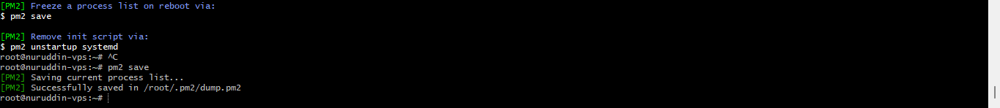 [PM2] Freeze a process list on reboot via:
$ pm2 save
[PM2] Remove init script via:
$ pm2 unstartup systemd
root@nuruddin-vps:~# ^C
root@nuruddin-vps:~# pm2 save
[PM2] Saving current process list...
[PM2] Successfully saved in /root/.pm2/dump.pm2
root@nuruddin-vps:~#